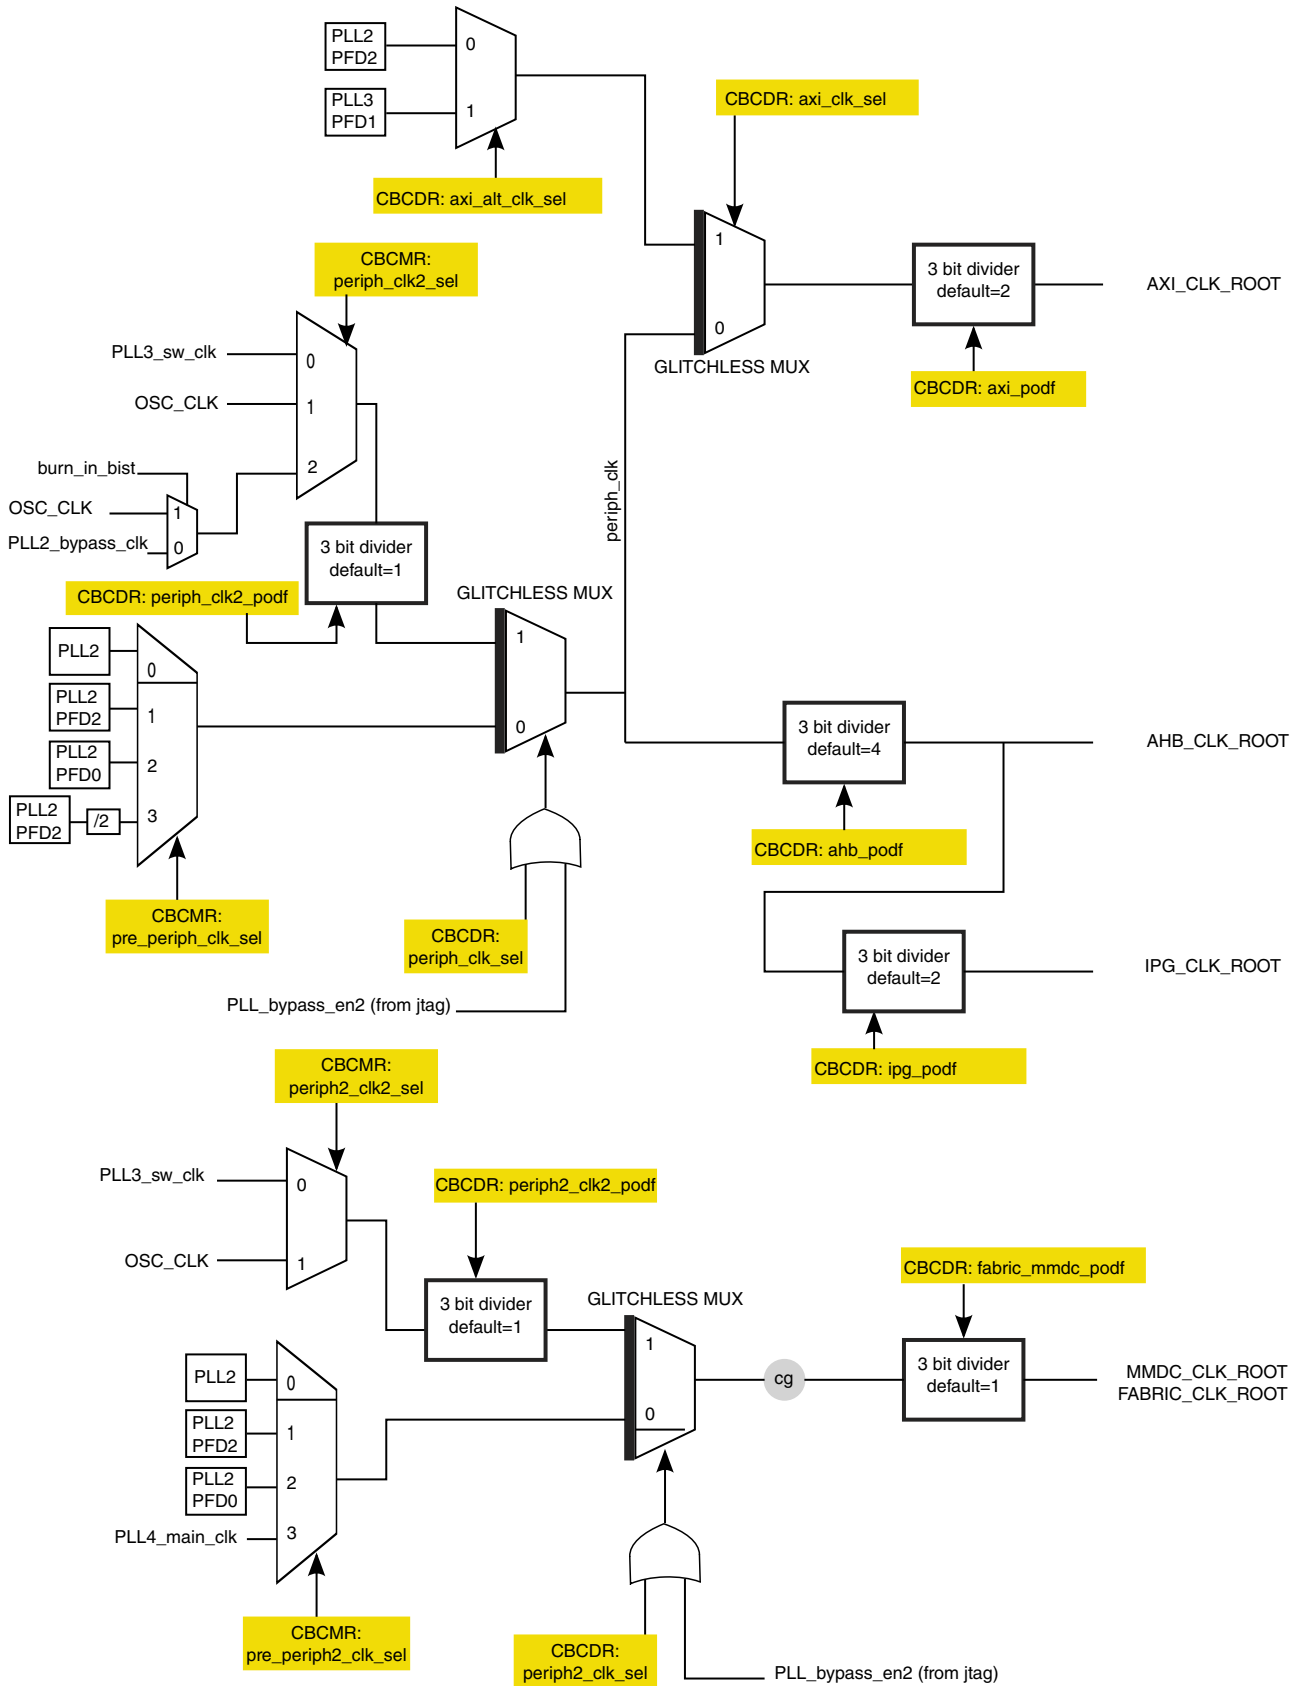 PLL2
PFD2
0
PLL3
PFD1
1
CBCDR: axi_clk_sel
CBCDR: axi_alt_clk_sel
CBCMR:
periph_clk2_sel
1
0
GLITCHLESS MUX
3 bit divider
default=2
AXI_CLK_ROOT
CBCDR: axi_podf
PLL3_sw_clk
0
OSC_CLK
1
2
burn_in_bist
OSC_CLK
1
PLL2_bypass_clk
0
periph_clk
3 bit divider
default=1
CBCDR: periph_clk2_podf
GLITCHLESS MUX
1
0
PLL2
0
PLL2
PFD2
1
PLL2
PFD0
2
PLL2
PFD2
/2
3
CBCMR:
pre_periph_clk_sel
CBCDR:
periph_clk_sel
PLL_bypass_en2 (from jtag)
3 bit divider
default=4
AHB_CLK_ROOT
CBCDR: ahb_podf
3 bit divider
default=2
IPG_CLK_ROOT
CBCDR: ipg_podf
CBCMR:
periph2_clk2_sel
PLL3_sw_clk
0
OSC_CLK
1
CBCDR: periph2_clk2_podf
3 bit divider
default=1
GLITCHLESS MUX
1
0
cg
CBCDR: fabric_mmdc_podf
3 bit divider
default=1
MMDC_CLK_ROOT
FABRIC_CLK_ROOT
PLL2
0
PLL2
PFD2
1
PLL2
PFD0
2
PLL4_main_clk
3
CBCMR:
pre_periph2_clk_sel
CBCDR:
periph2_clk_sel
PLL_bypass_en2 (from jtag)